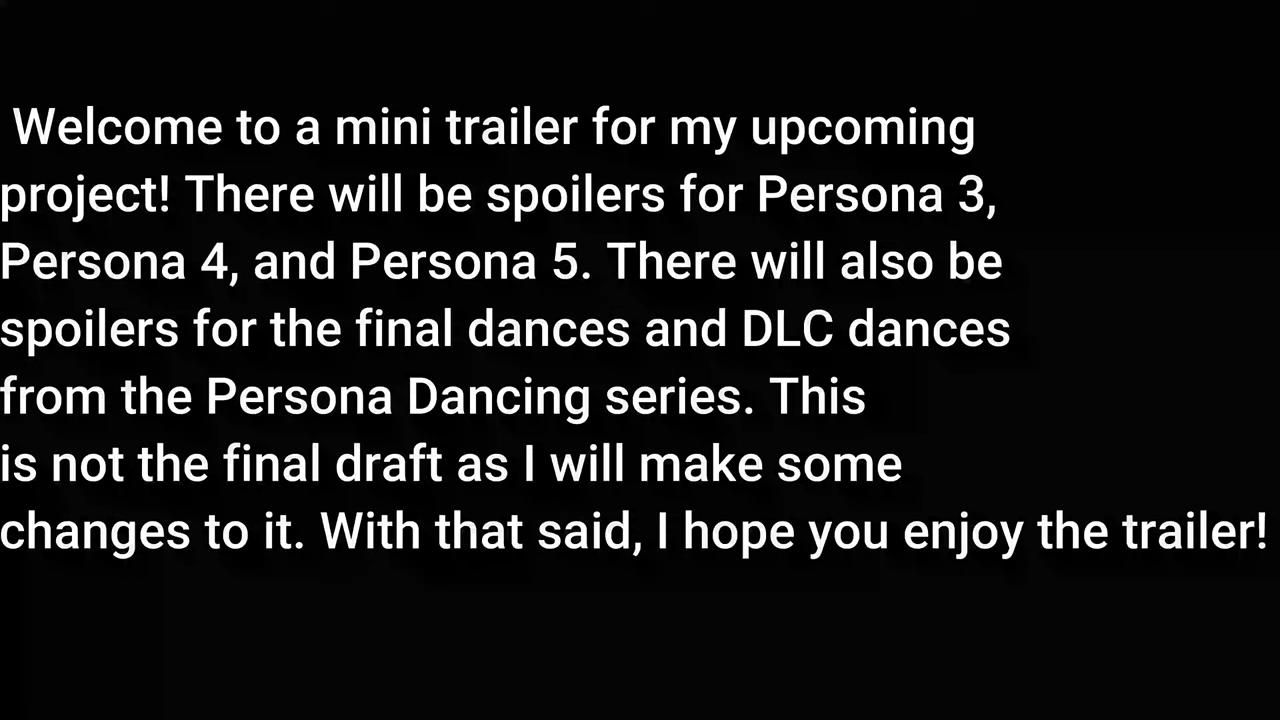 Welcome to a mini trailer for my upcoming
project! There will be spoilers for Persona 3,
Persona 4, and Persona 5. There will also be
spoilers for the final dances and DLC dances
from the Persona Dancing series. This
is not the final draft as I will make some
changes to it. With that said, I hope you enjoy the trailer!